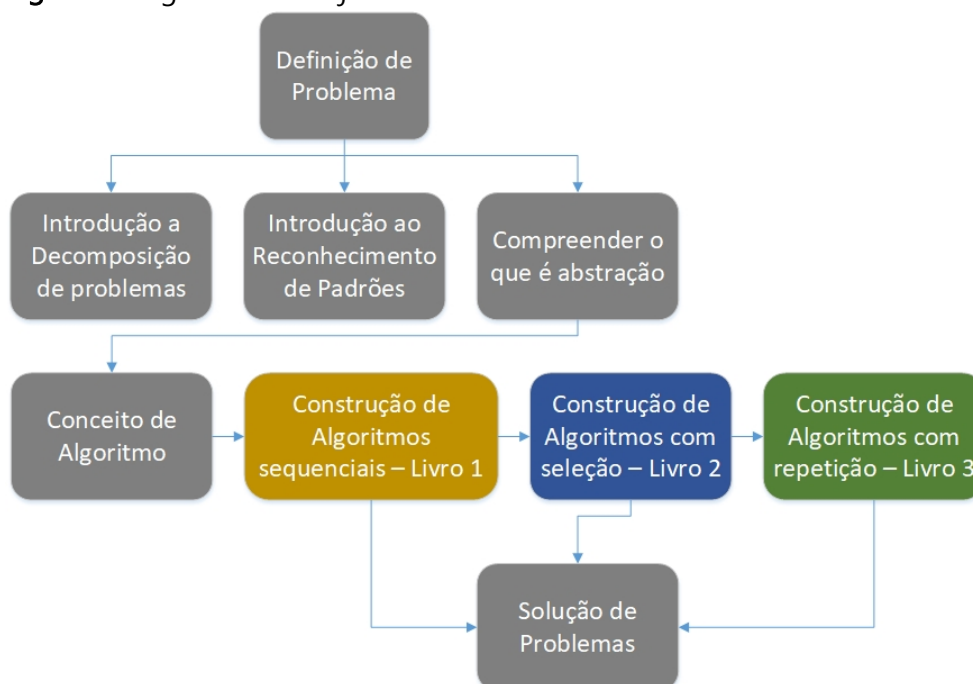 Definição de
Problema
Introdução a
Decomposição
de problemas
Introdução ao
Reconhecimento
de Padrões
Compreender o
que é abstração
Conceito de
Algoritmo
Construção de
Algoritmos
sequenciais – Livro 1
Construção de
Algoritmos com
seleção – Livro 2
Construção de
Algoritmos com
repetição – Livro 3
Solução de
Problemas